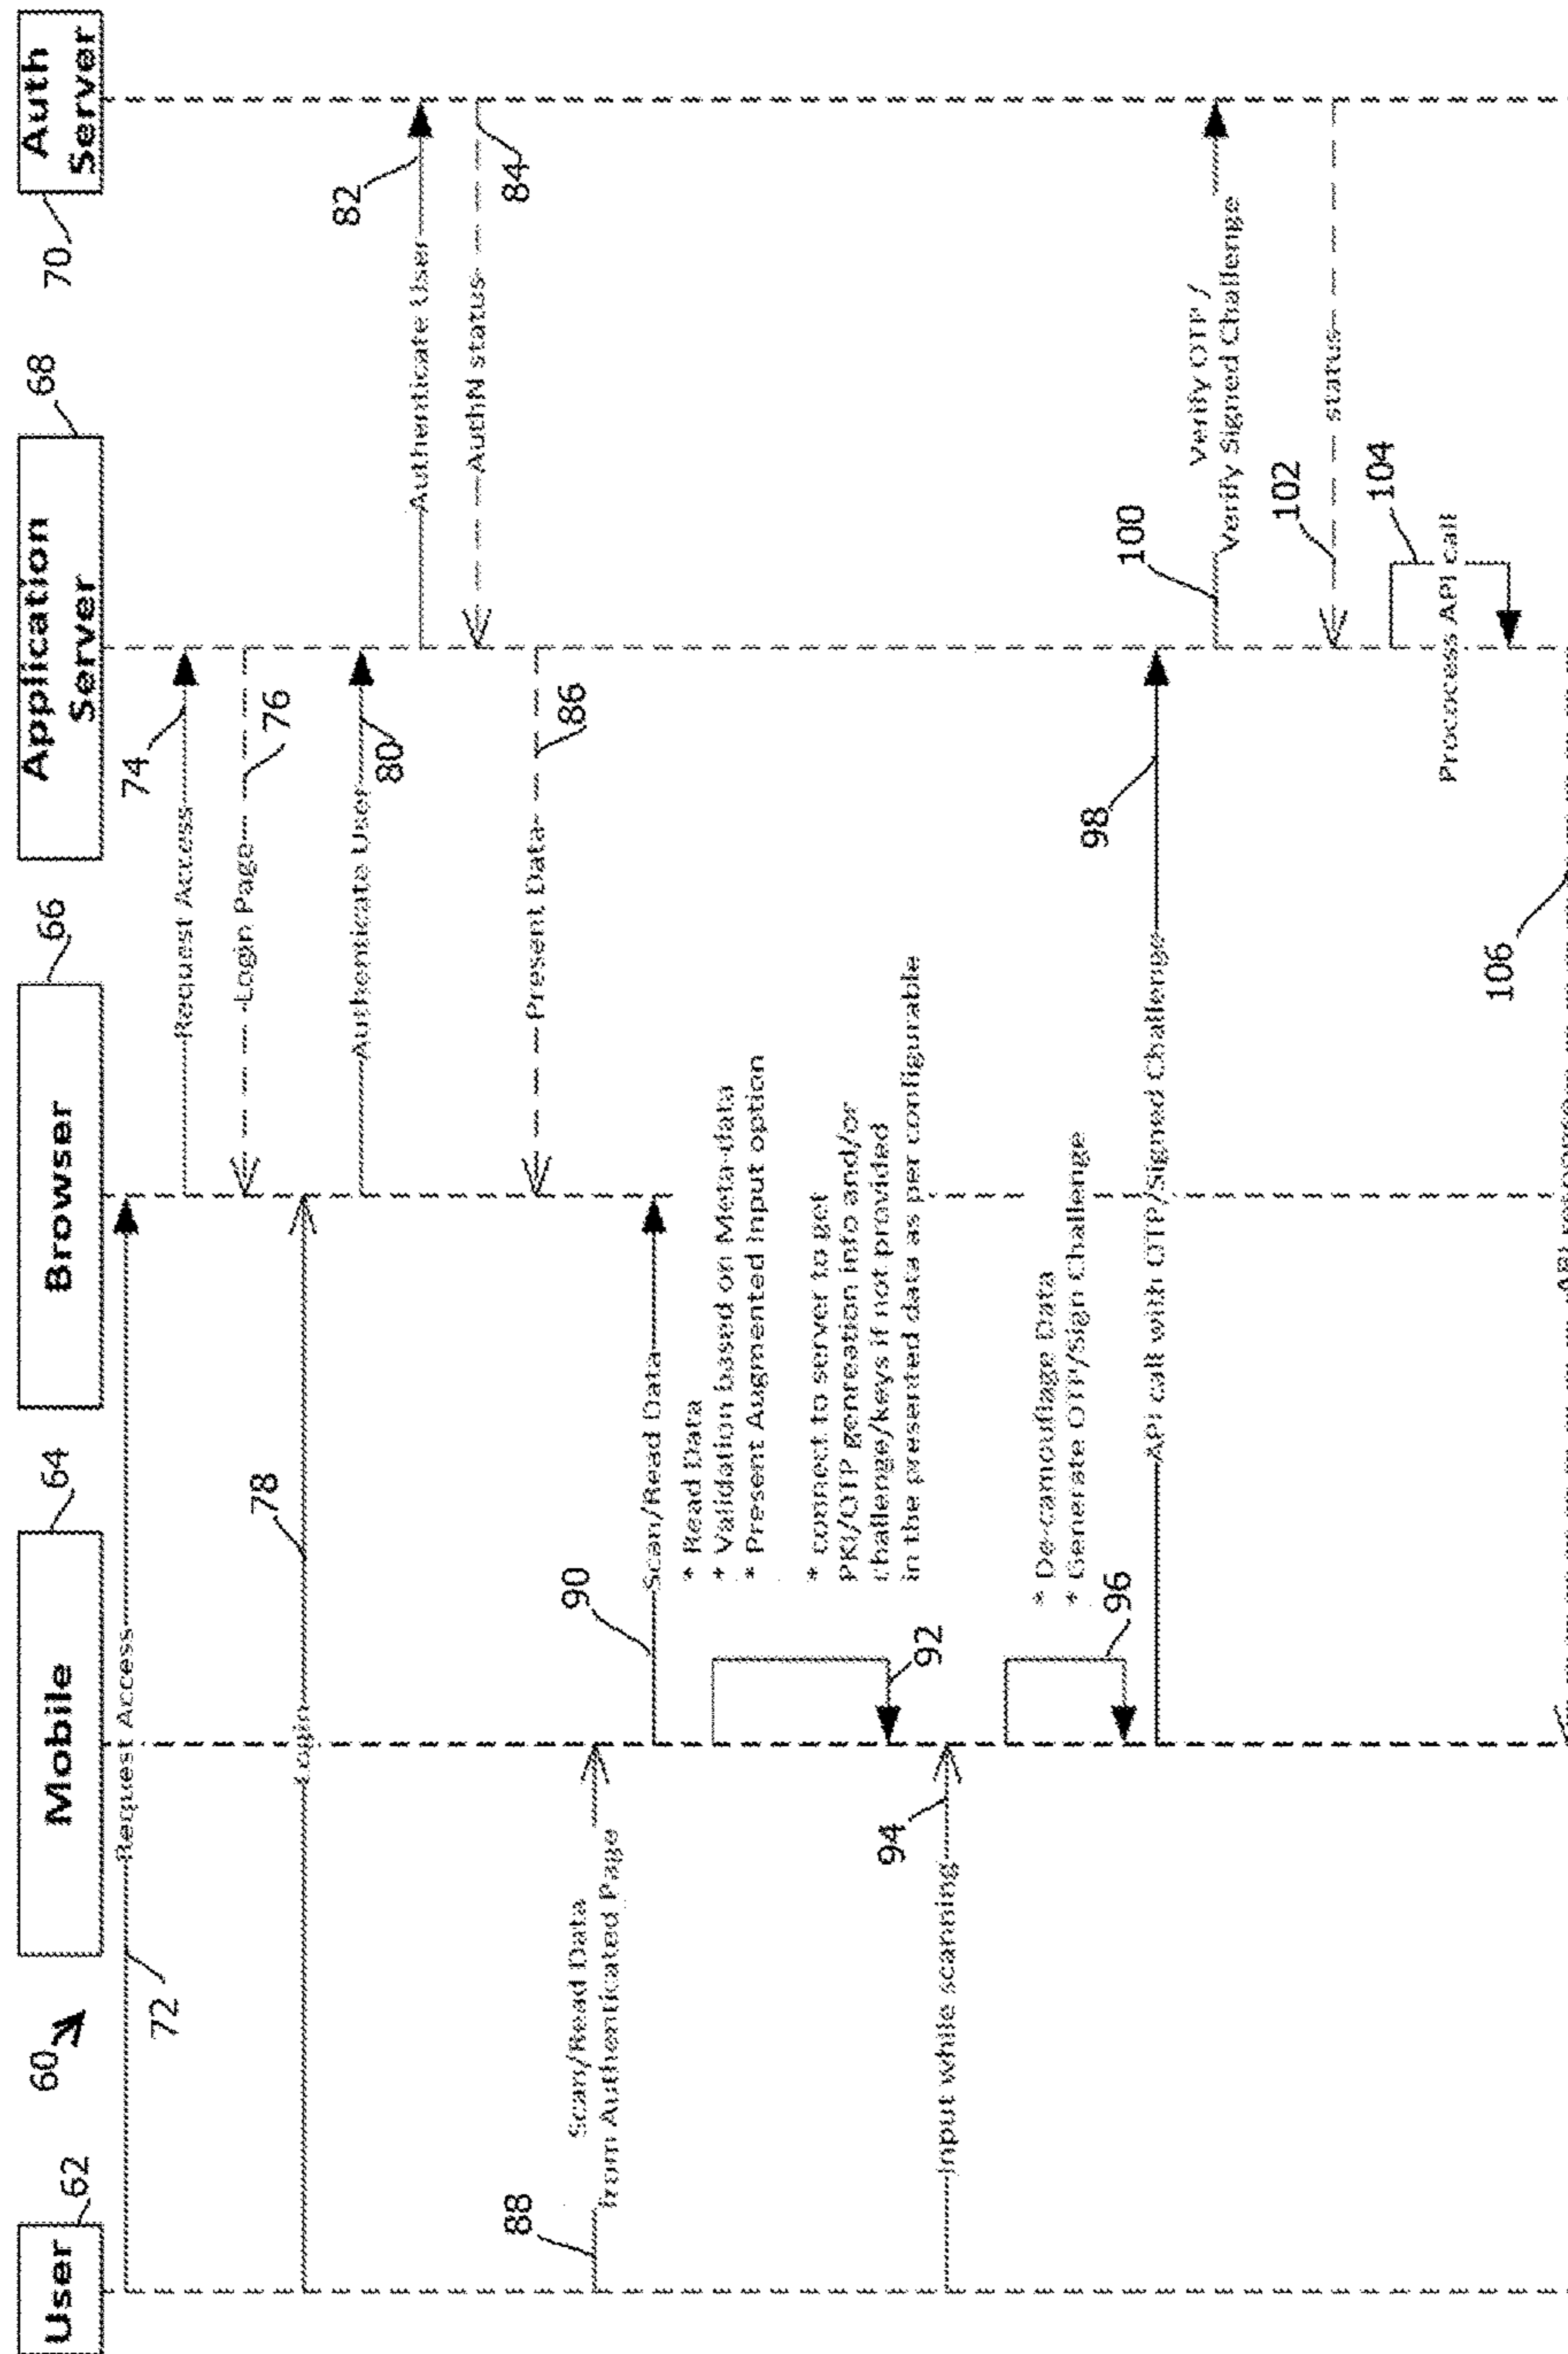 60
User
62
Mobile
64
Browser
66
Application
Server
68
Auth
Server
70
Request Access
72
Request Access
74
Login Page
76
Login
78
Authenticate User
80
Authenticate User
82
AuthN status
84
Present Data
86
Scan/Read Data
from Authenticated Page
88
Scan/Read Data
90
* Read Data
* Validation based on Meta-data
* Present Augmented Input option
* connect to server to get
PKI/OTP genreation info and/or
challenge/keys if not provided
in the presented data as per configurable
92
Input while scanning
94
* De-camouflage Data
* Generate OTP/Sign Challenge
96
API call with OTP/Signed Challenge
98
Verify OTP /
Verify Signed Challenge
100
status
102
Prococess API call
104
API response
106